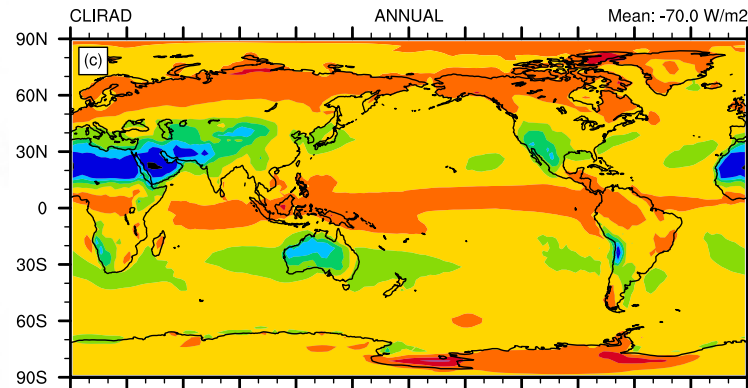 CLIRAD ANNUAL Mean: -70.0 W/m2
(c)
90N
60N
30N
0
30S
60S
90S